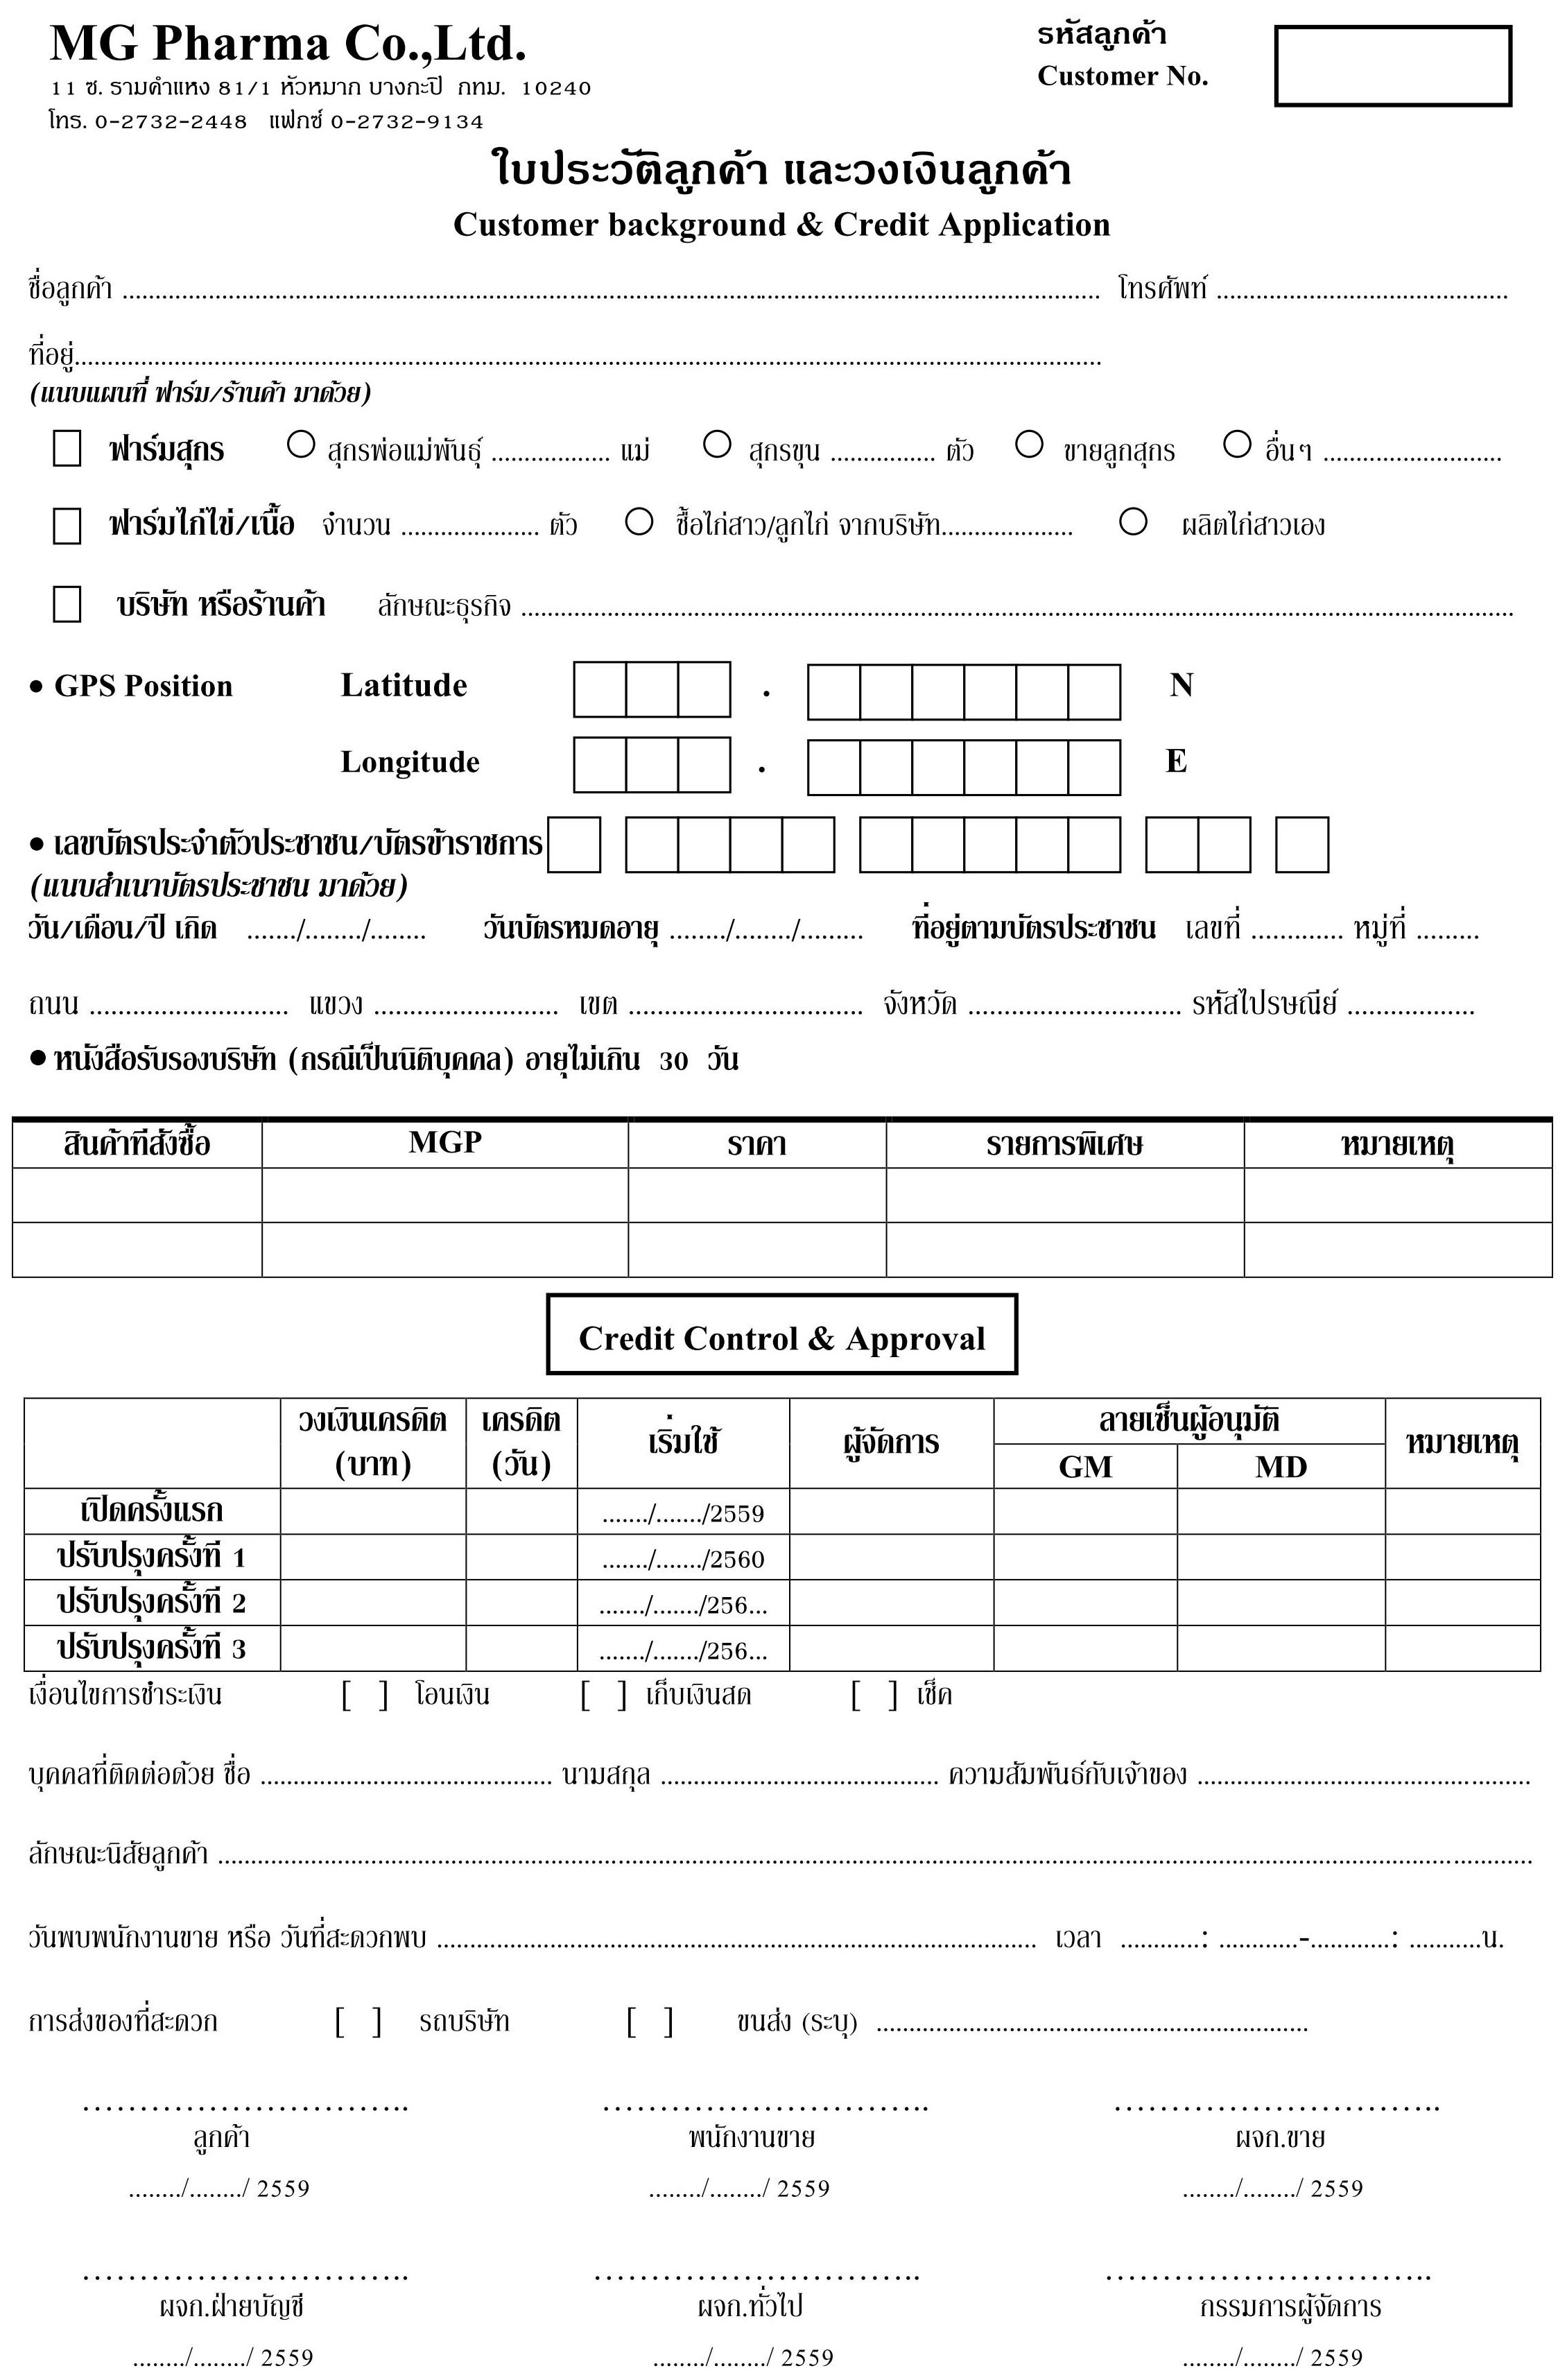 MG Pharma Co.,Ltd.
รหัสลูกค้า
Customer No.
11 ซ. รามคำแหง 81/1 หัวหมาก บางกะปิ กทม. 10240
โทร. 0-2732-2448 แฟกซ์ 0-2732-9134
ใบประวัติลูกค้า และวงเงินลูกค้า
Customer background & Credit Application
ชื่อลูกค้า .......................................... โทรศัพท์ ....................
ที่อยู่..........................................
(แนบแผนที่ ฟาร์ม/ร้านค้า มาด้วย)
ฟาร์มสุกร ○ สุกรพ่อแม่พันธุ์ .................. แม่ ○ สุกรขุน ................ ตัว ○ ขายลูกสุกร ○ อื่นๆ ...........................
ฟาร์มไก่ไข่/เนื้อ จำนวน ..................... ตัว ○ ซื้อไก่สาว/ลูกไก่ จากบริษัท.................... ○ ผลิตไก่สาวเอง
บริษัท หรือร้านค้า ลักษณะธุรกิจ ..........................................
• GPS Position Latitude . N
Longitude . E
• เลขบัตรประจำตัวประชาชน/บัตรข้าราชการ
(แนบสำเนาบัตรประชาชน มาด้วย)
วัน/เดือน/ปี เกิด ......./......../........ วันบัตรหมดอายุ ......../......../......... ที่อยู่ตามบัตรประชาชน เลขที่ ............. หมู่ที่ .........
ถนน ............................ แขวง .......................... เขต ................................. จังหวัด .............................. รหัสไปรษณีย์ ..................
• หนังสือรับรองบริษัท (กรณีเป็นนิติบุคคล) อายุไม่เกิน 30 วัน
สินค้าที่สั่งซื้อ MGP ราคา รายการพิเศษ หมายเหตุ
Credit Control & Approval
วงเงินเครดิต (บาท) เครดิต (วัน) เริ่มใช้ ผู้จัดการ ลายเซ็นผู้อนุมัติ หมายเหตุ
GM MD
เปิดครั้งแรก ......./......./2559
ปรับปรุงครั้งที่ 1 ......./......./2560
ปรับปรุงครั้งที่ 2 ......./......./256...
ปรับปรุงครั้งที่ 3 ......./......./256...
เงื่อนไขการชำระเงิน [ ] โอนเงิน [ ] เก็บเงินสด [ ] เช็ค
บุคคลที่ติดต่อด้วย ชื่อ .................... นามสกุล .................... ความสัมพันธ์กับเจ้าของ ....................
ลักษณะนิสัยลูกค้า ..........................................
วันพบพนักงานขาย หรือ วันที่สะดวกพบ .......................................... เวลา ............: ............-............: ...........น.
การส่งของที่สะดวก [ ] รถบริษัท [ ] ขนส่ง (ระบุ) ..........................................
................................ ................................ ................................
ลูกค้า พนักงานขาย ผจก.ขาย
......../......../ 2559 ......../......../ 2559 ......../......../ 2559
................................ ................................ ................................
ผจก.ฝ่ายบัญชี ผจก.ทั่วไป กรรมการผู้จัดการ
......../......../ 2559 ......../......../ 2559 ......../......../ 2559